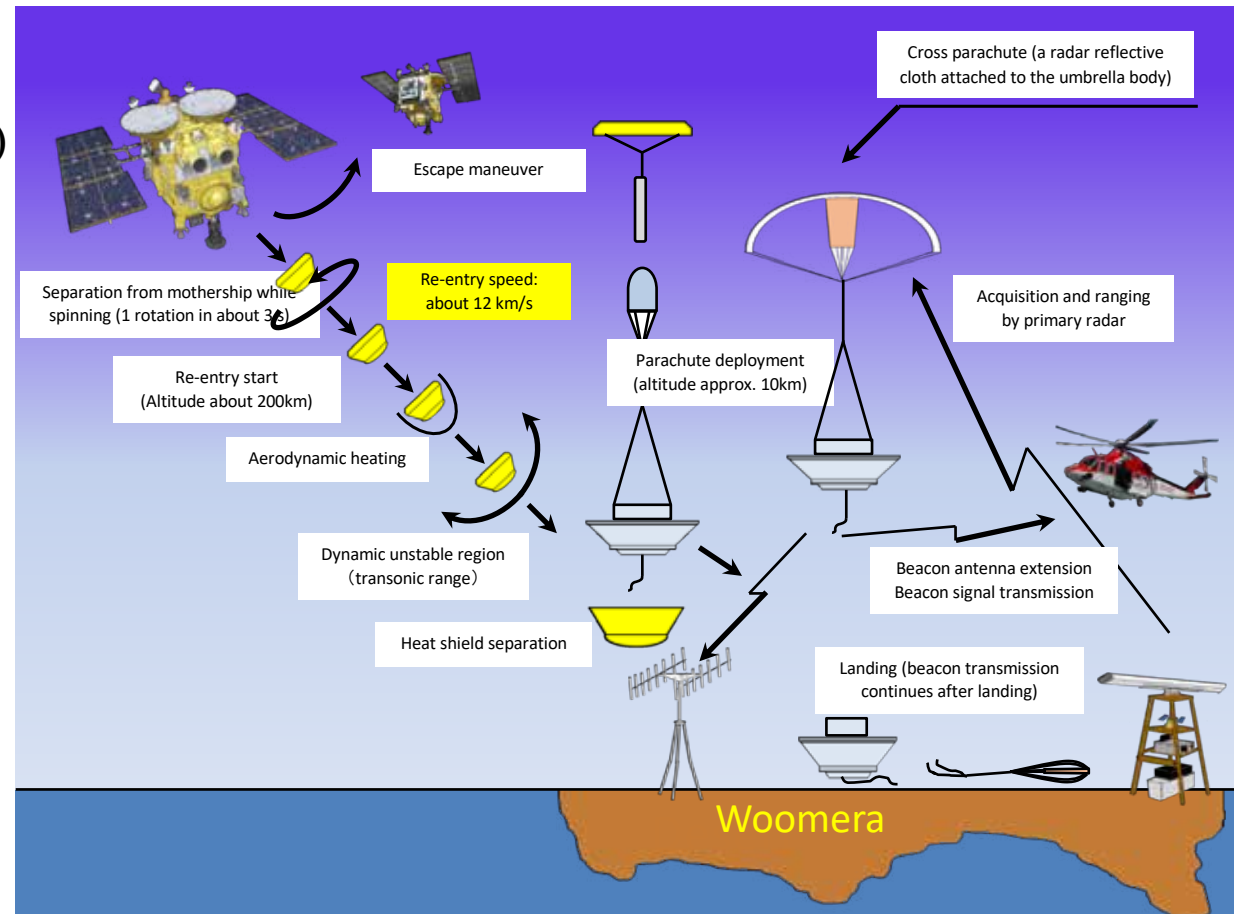 Cross parachute (a radar reflective
cloth attached to the umbrella body)
)
Escape maneuver
Separation from mothership while
spinning (1 rotation in about 3 s)
Re-entry speed:
about 12 km/s
Acquisition and ranging
by primary radar
Re-entry start
(Altitude about 200km)
Parachute deployment
(altitude approx. 10km)
Aerodynamic heating
Dynamic unstable region
（transonic range）
Beacon antenna extension
Beacon signal transmission
Heat shield separation
Landing (beacon transmission
continues after landing)
Woomera